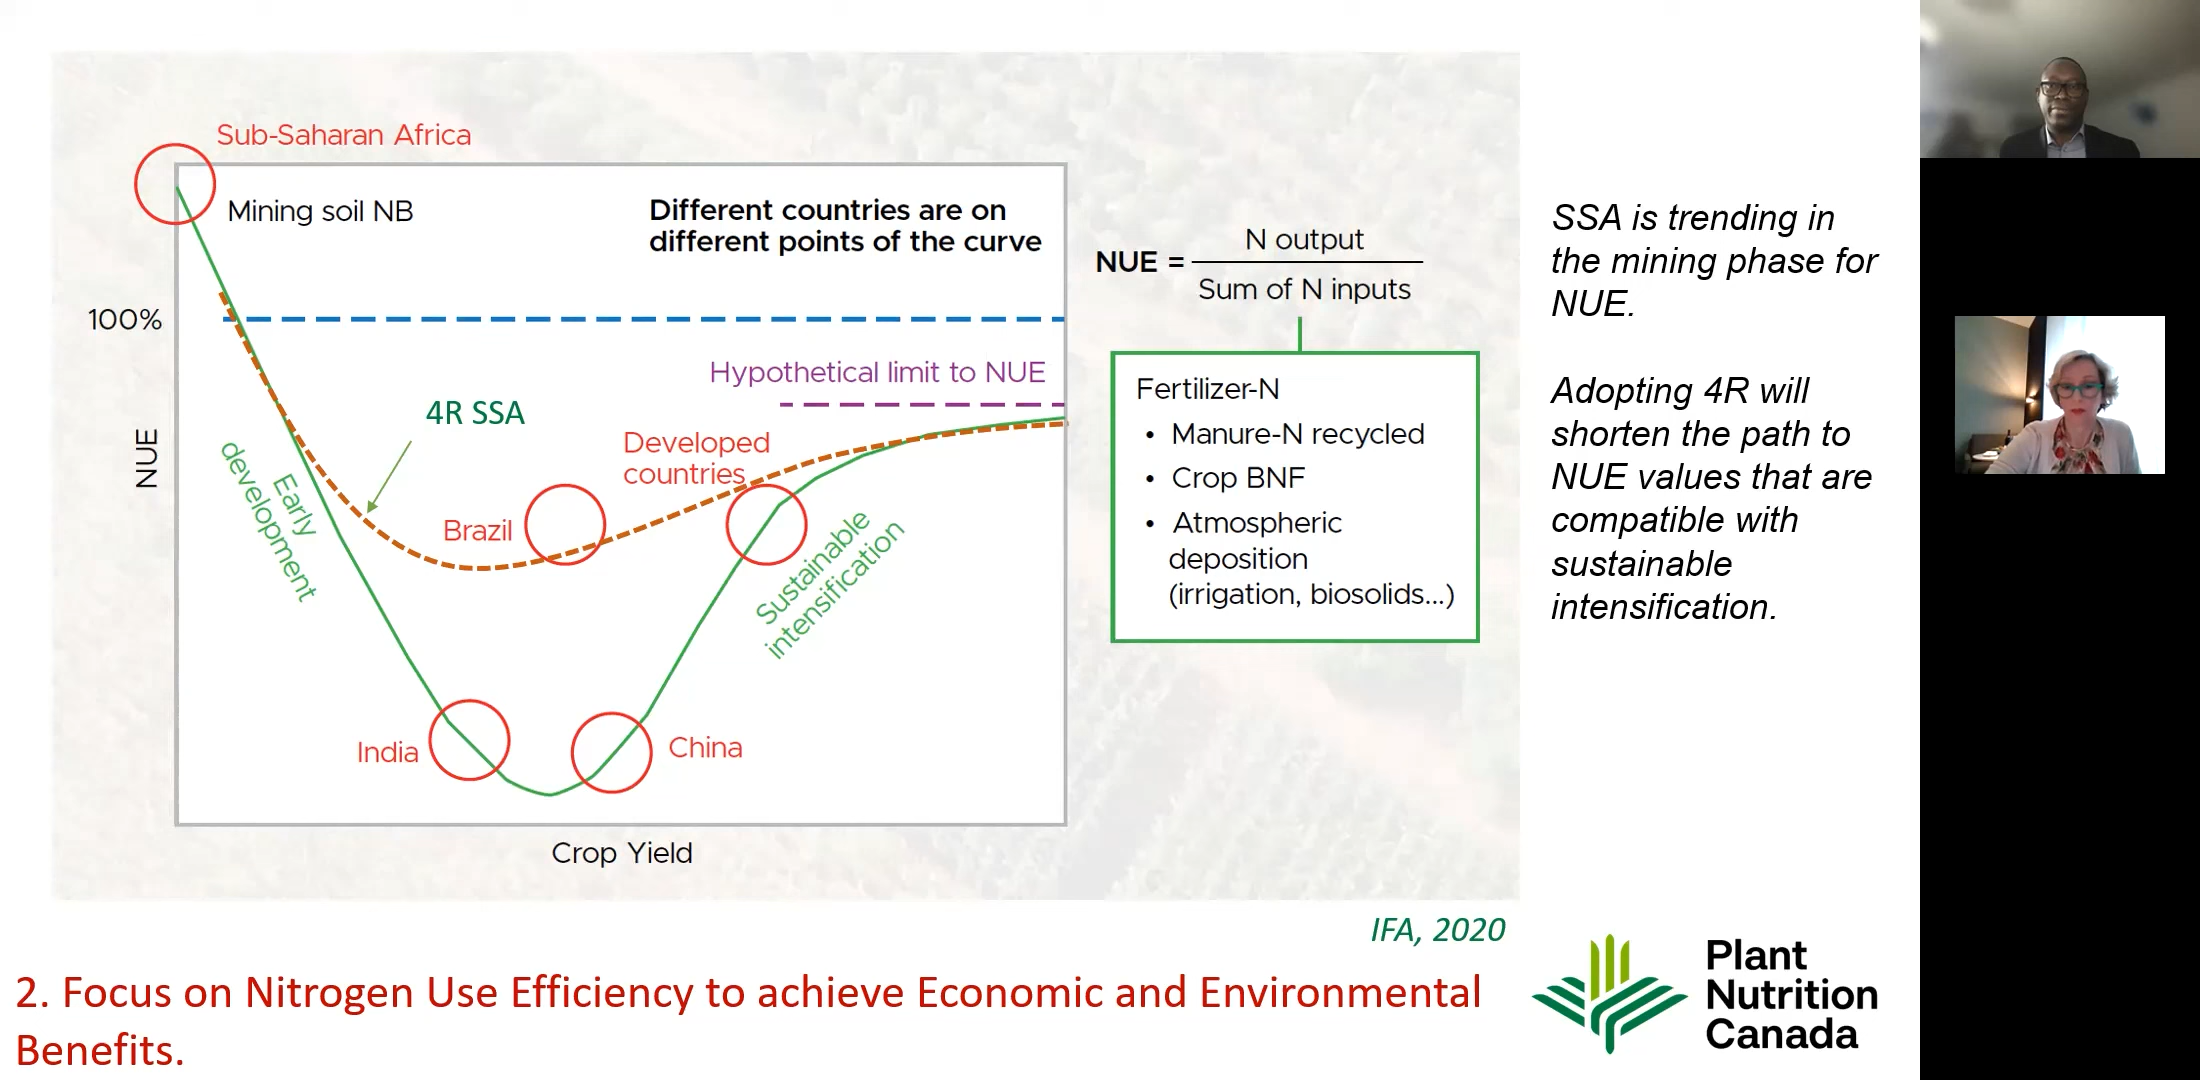 Sub-Saharan Africa
Mining soil NB
Different countries are on
different points of the curve
100%
Hypothetical limit to NUE
4R SSA
Developed
countries
NUE
Early
development
Brazil
Sustainable
intensification
India
China
Crop Yield
NUE =
N output
Sum of N inputs
Fertilizer-N
• Manure-N recycled
• Crop BNF
• Atmospheric
deposition
(irrigation, biosolids...)
SSA is trending in
the mining phase for
NUE.
Adopting 4R will
shorten the path to
NUE values that are
compatible with
sustainable
intensification.
IFA, 2020
2. Focus on Nitrogen Use Efficiency to achieve Economic and Environmental
Benefits.
Plant
Nutrition
Canada